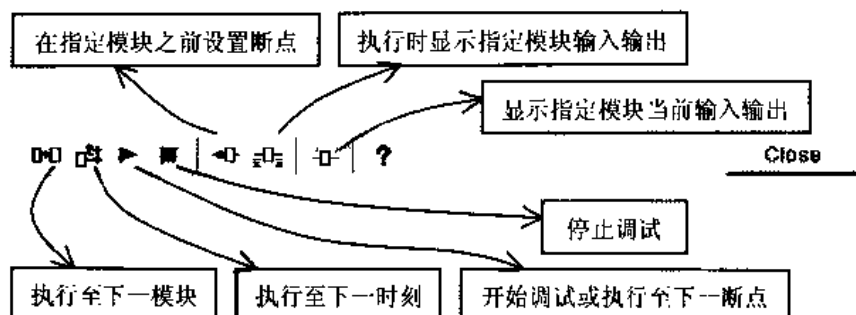 在指定模块之前设置断点
执行时显示指定模块输入输出
显示指定模块当前输入输出
?
Close
停止调试
执行至下一模块
执行至下一时刻
开始调试或执行至下一断点